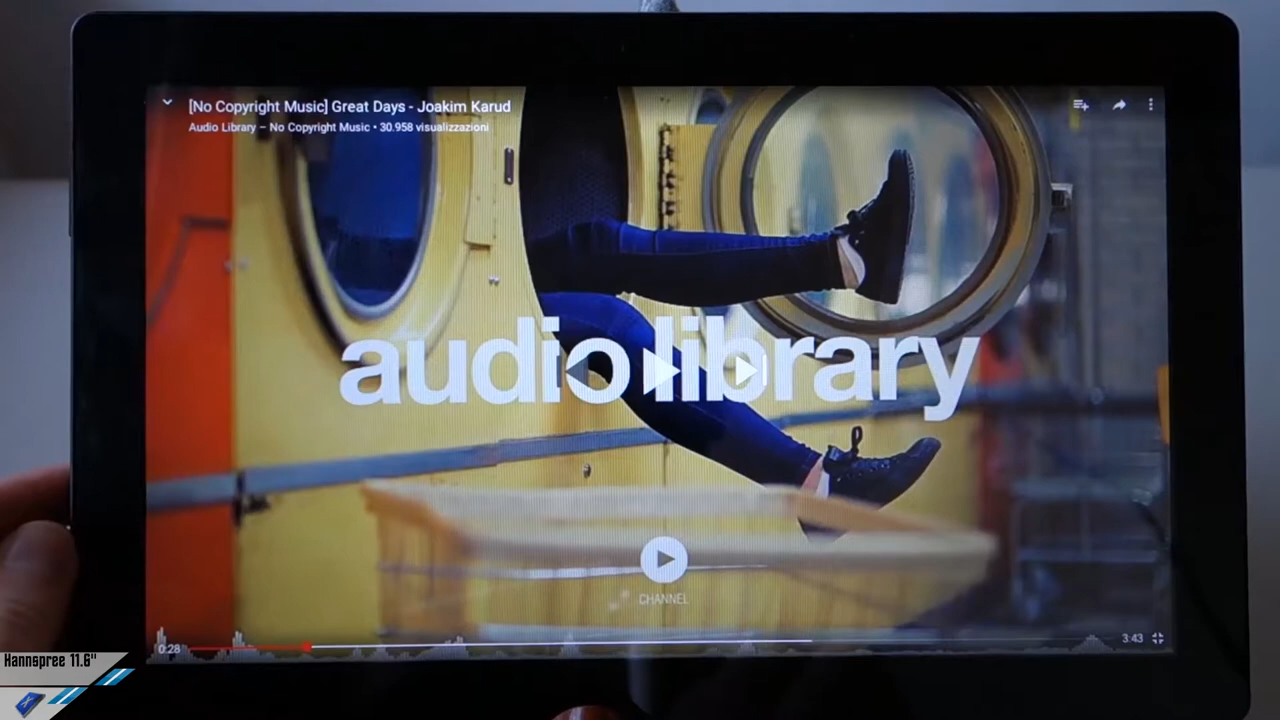 [No Copyright Music] Great Days - Joakim Karud
Audio Library – No Copyright Music • 30.958 visualizzazioni
audio library
CHANNEL
0:28
3:43
Hannspree 11.6"